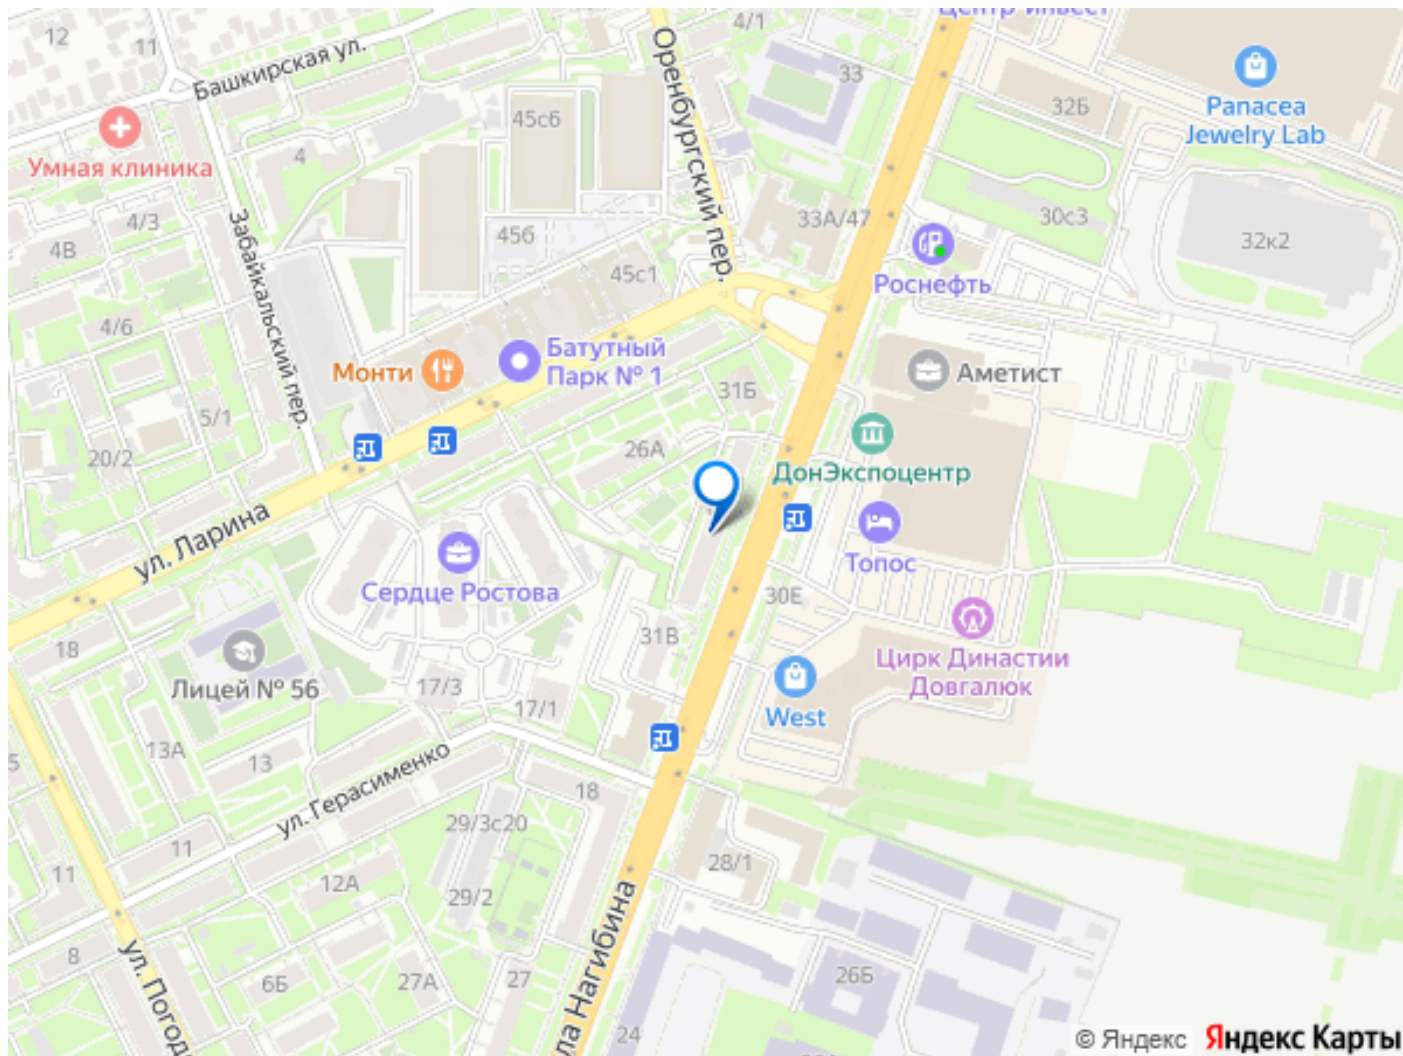 Центр-инвест
12
11
4/1
Башкирская ул.
Оренбургский пер.
33
32Б
Panacea
Jewelry Lab
45с6
Умная клиника
4
4/3
Забайкальский пер.
4В
45б
33А/47
30с3
32к2
45с1
Роснефть
4/6
Батутный
Парк № 1
Монти
31Б
Аметист
5/1
20/2
26А
ДонЭкспоцентр
ул. Ларина
Топос
Сердце Ростова
30Е
31В
18
Лицей № 56
Цирк Династии
Довгалюк
17/3
17/1
West
13А
13
5
ул. Герасименко
18
29/3с20
11
28/1
11
12А
29/2
8
ул. Погод
6Б
27А
27
ла Нагибина
26Б
24
© Яндекс
Яндекс Карты